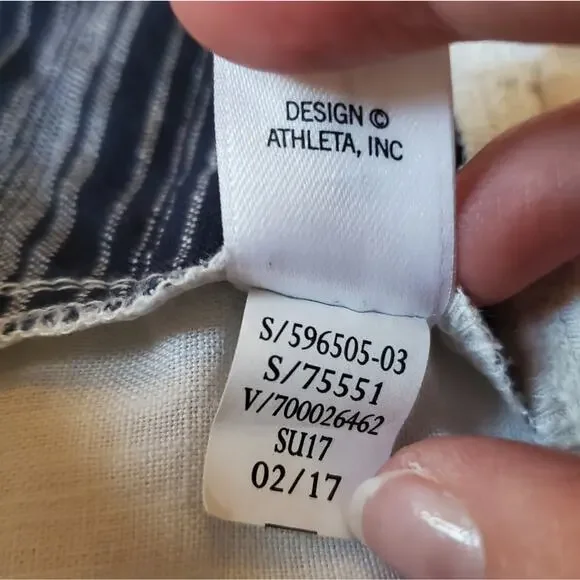 DESIGN ©
ATHLETA, INC
S/596505-03
S/75551
V/700026462
SU17
02/17